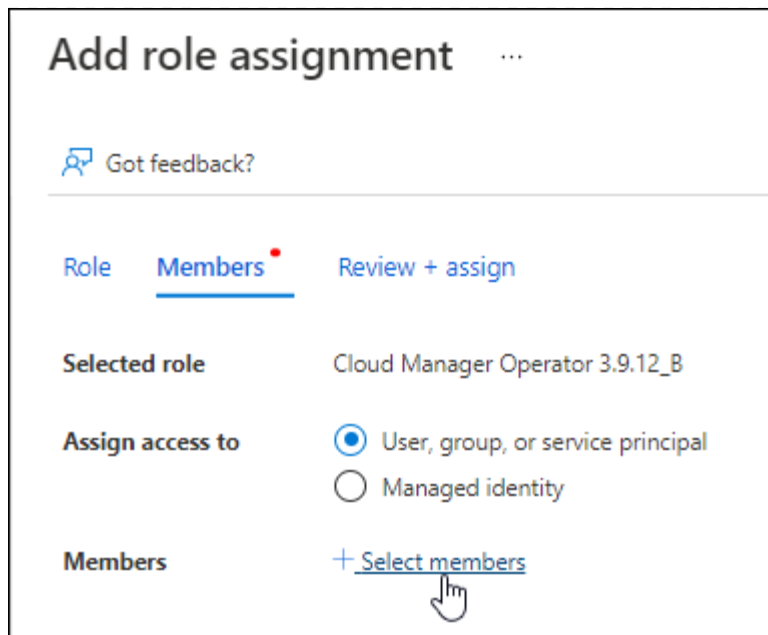 Add role assignment ...
Got feedback?
Role Members Review + assign
Selected role Cloud Manager Operator 3.9.12_B
Assign access to User, group, or service principal
Managed identity
Members + Select members